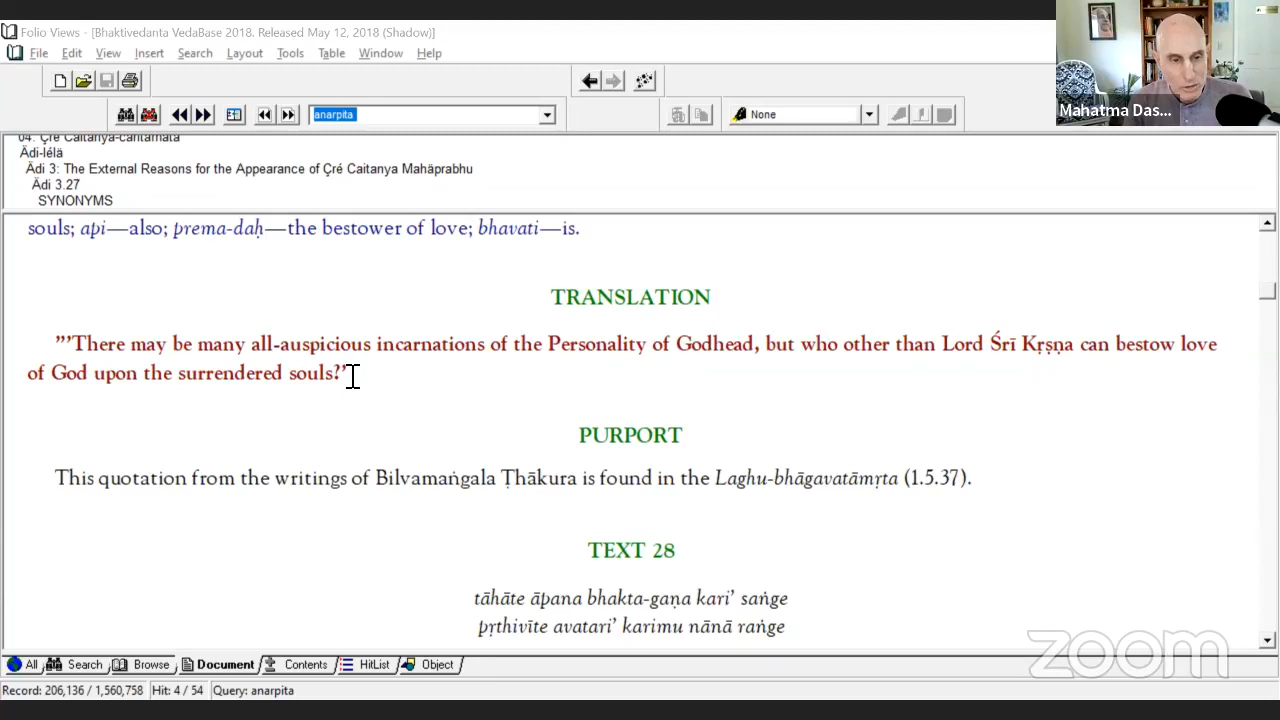 Folio Views - [Bhaktivedanta VedaBase 2018. Released May 12, 2018 (Shadow)]
File Edit View Insert Search Layout Tools Table Window Help
anarpita
None
Mahatma Das...
04. Çré Caitanya-caritämåta
Ädi-lélä
Ädi 3: The External Reasons for the Appearance of Çré Caitanya Mahäprabhu
Ädi 3.27
SYNONYMS
souls; api—also; prema-daḥ—the bestower of love; bhavati—is.
TRANSLATION
"'There may be many all-auspicious incarnations of the Personality of Godhead, but who other than Lord Śrī Kṛṣṇa can bestow love
of God upon the surrendered souls?'
PURPORT
This quotation from the writings of Bilvamaṅgala Ṭhākura is found in the Laghu-bhāgavatāmṛta (1.5.37).
TEXT 28
tāhāte āpana bhakta-gaṇa kari' saṅge
pṛthivīte avatari' karimu nānā raṅge
zoom
All Search Browse Document Contents HitList Object
Record: 206,136 / 1,560,758 Hit: 4 / 54 Query: anarpita